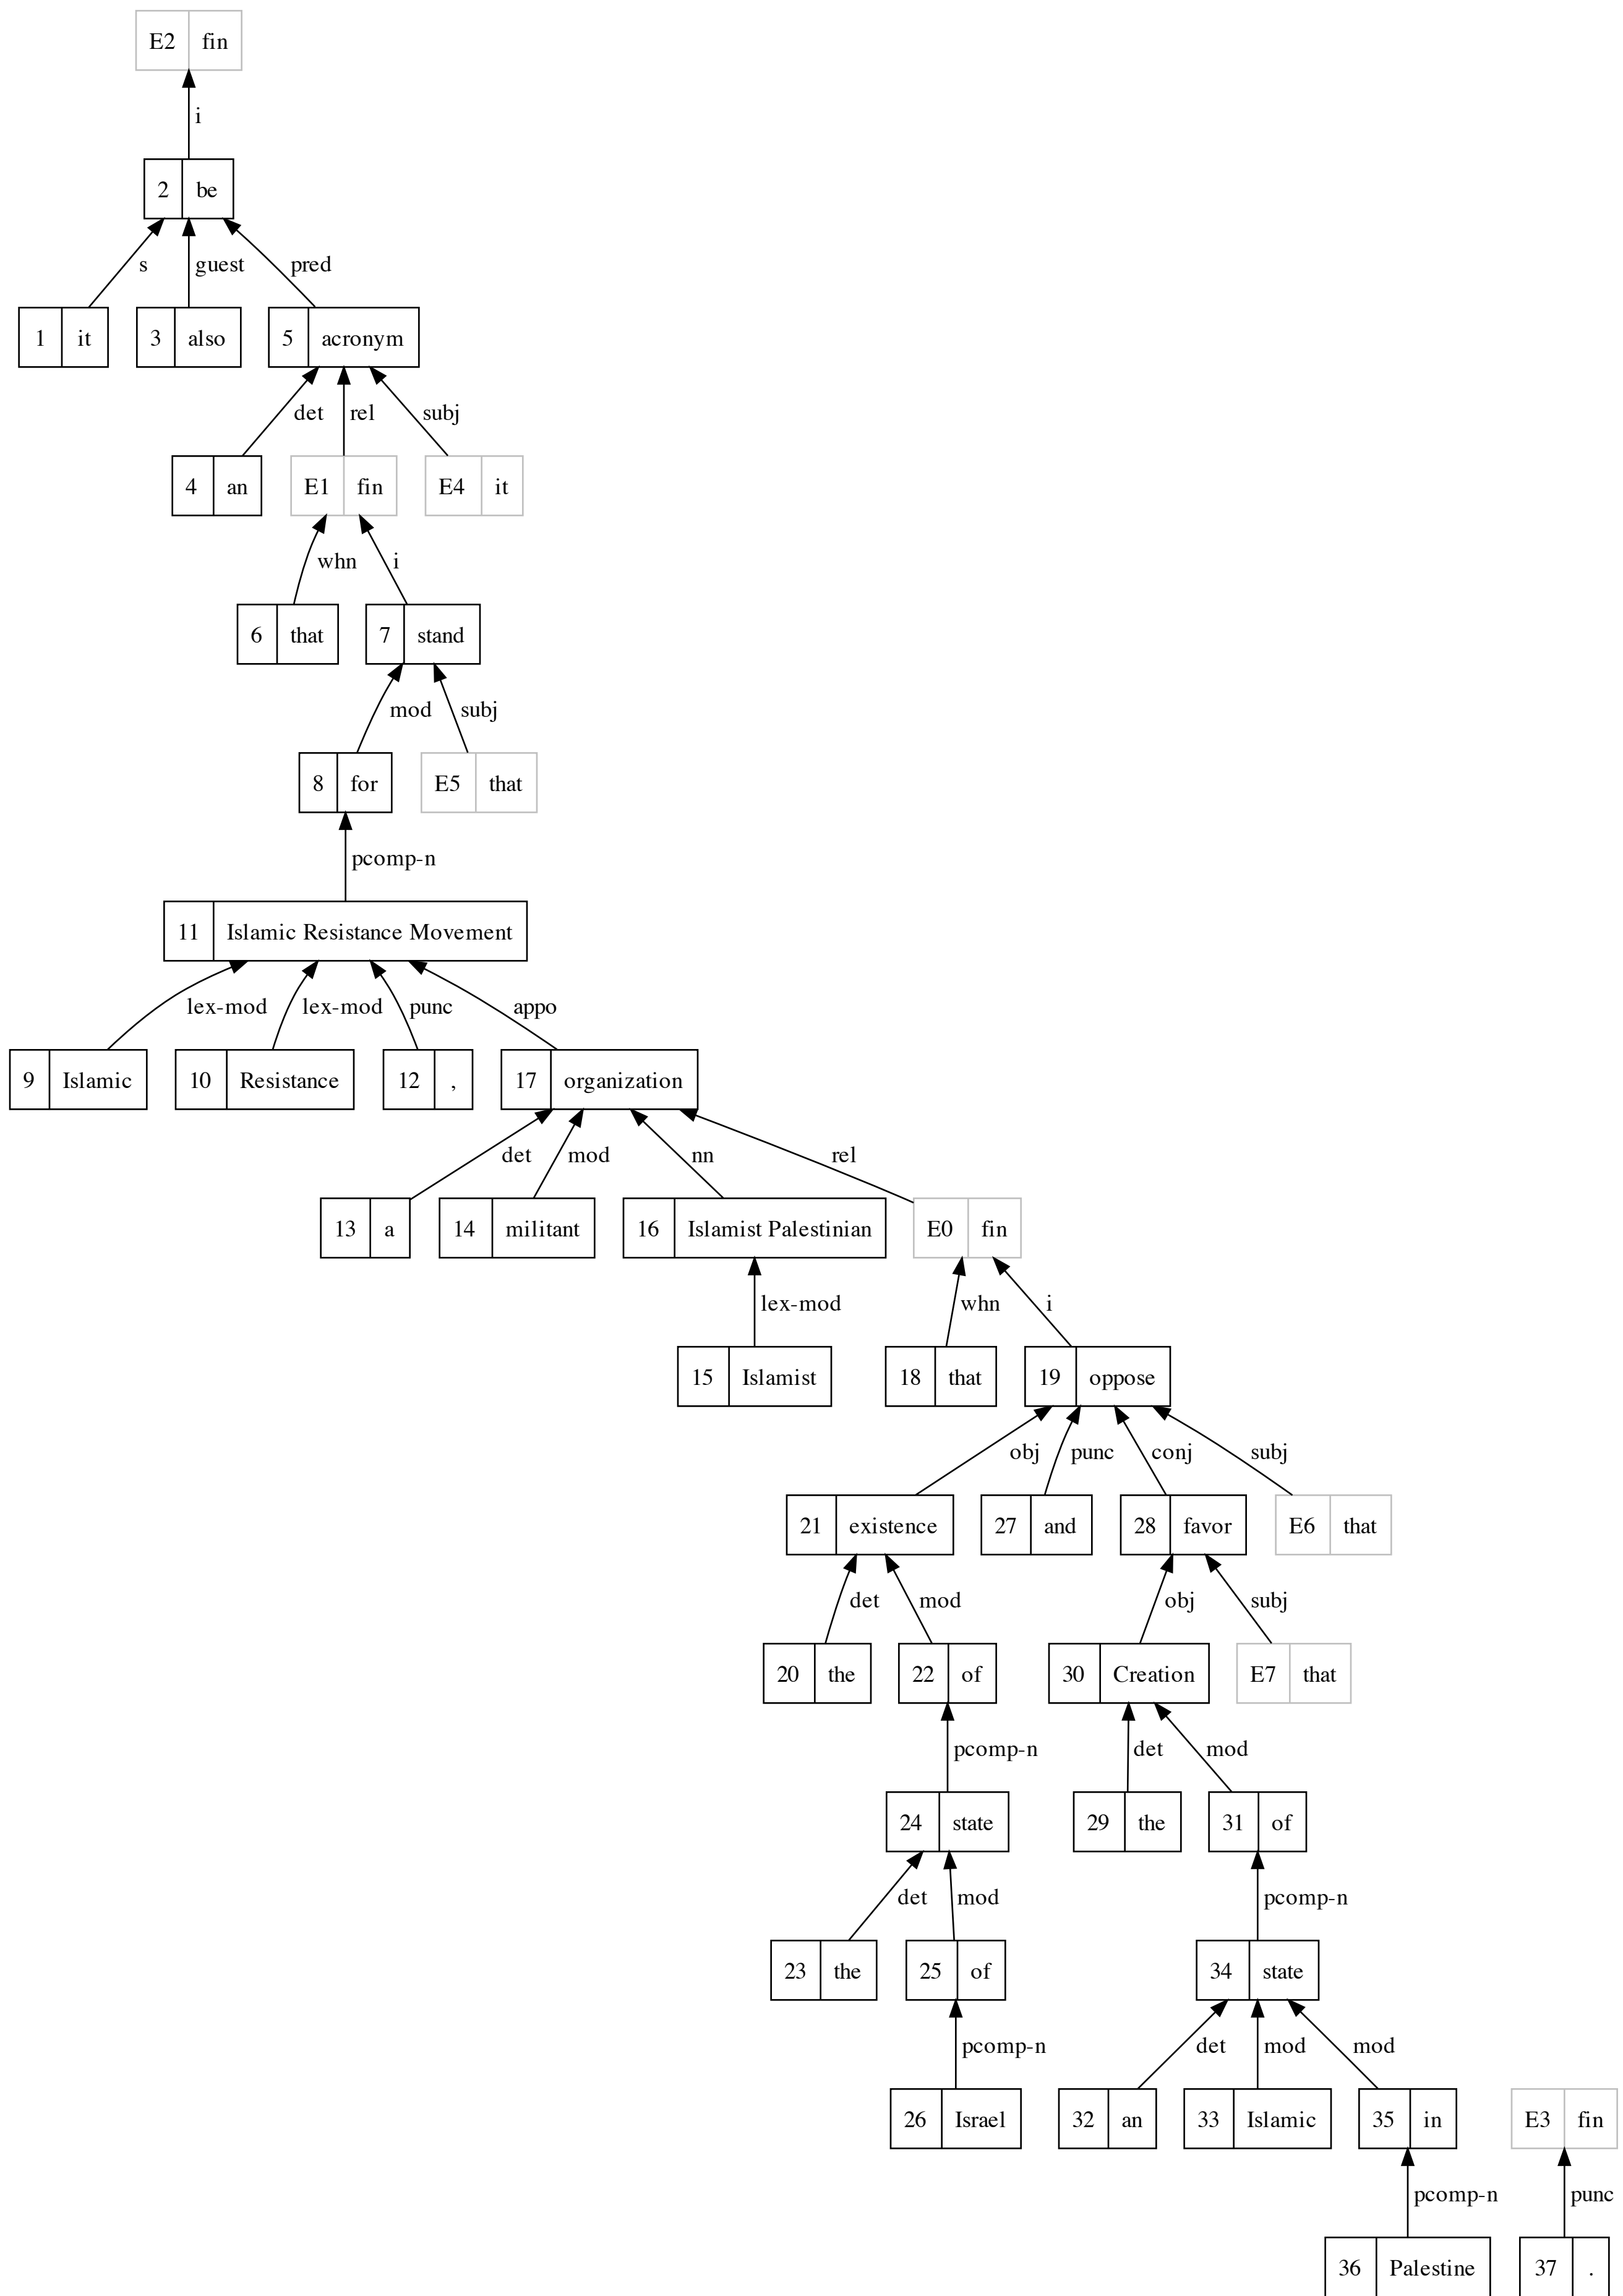 E2 fin
i
2 be
s guest pred
1 it 3 also 5 acronym
det rel subj
4 an E1 fin E4 it
whn i
6 that 7 stand
mod subj
8 for E5 that
pcomp-n
11 Islamic Resistance Movement
lex-mod lex-mod punc appo
9 Islamic 10 Resistance 12 , 17 organization
det mod nn rel
13 a 14 militant 16 Islamist Palestinian E0 fin
lex-mod whn i
15 Islamist 18 that 19 oppose
obj punc conj subj
21 existence 27 and 28 favor E6 that
det mod obj subj
20 the 22 of 30 Creation E7 that
pcomp-n det mod
24 state 29 the 31 of
det mod pcomp-n
23 the 25 of 34 state
pcomp-n det mod mod
26 Israel 32 an 33 Islamic 35 in E3 fin
pcomp-n punc
36 Palestine 37 .